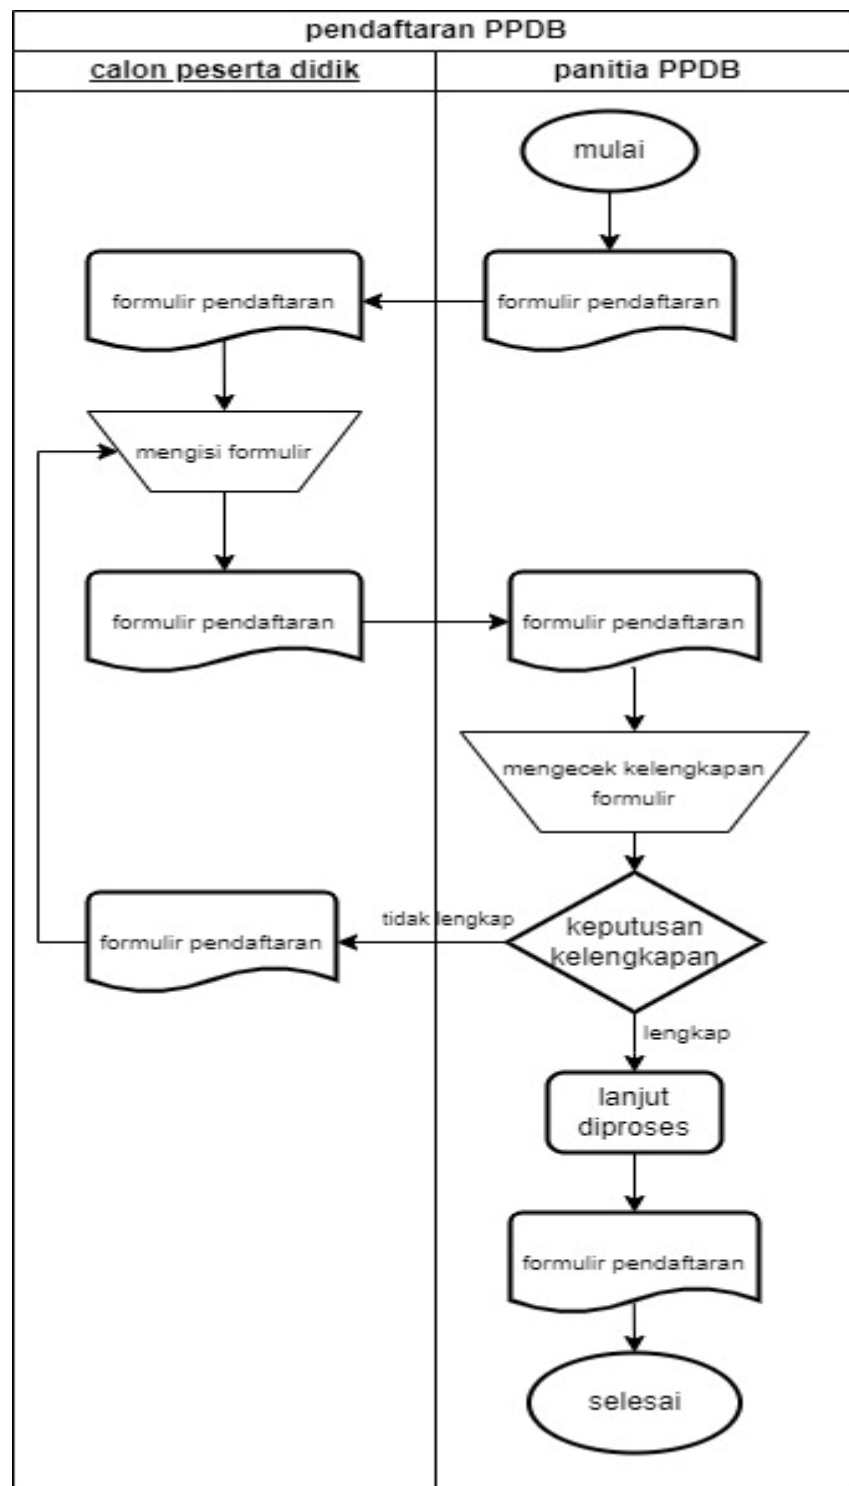 pendaftaran PPDB
calon peserta didik
panitia PPDB
mulai
formulir pendaftaran
formulir pendaftaran
mengisi formulir
formulir pendaftaran
formulir pendaftaran
mengecek kelengkapan
formulir
formulir pendaftaran
tidak lengkap
keputusan
kelengkapan
lengkap
lanjut
diproses
formulir pendaftaran
selesai